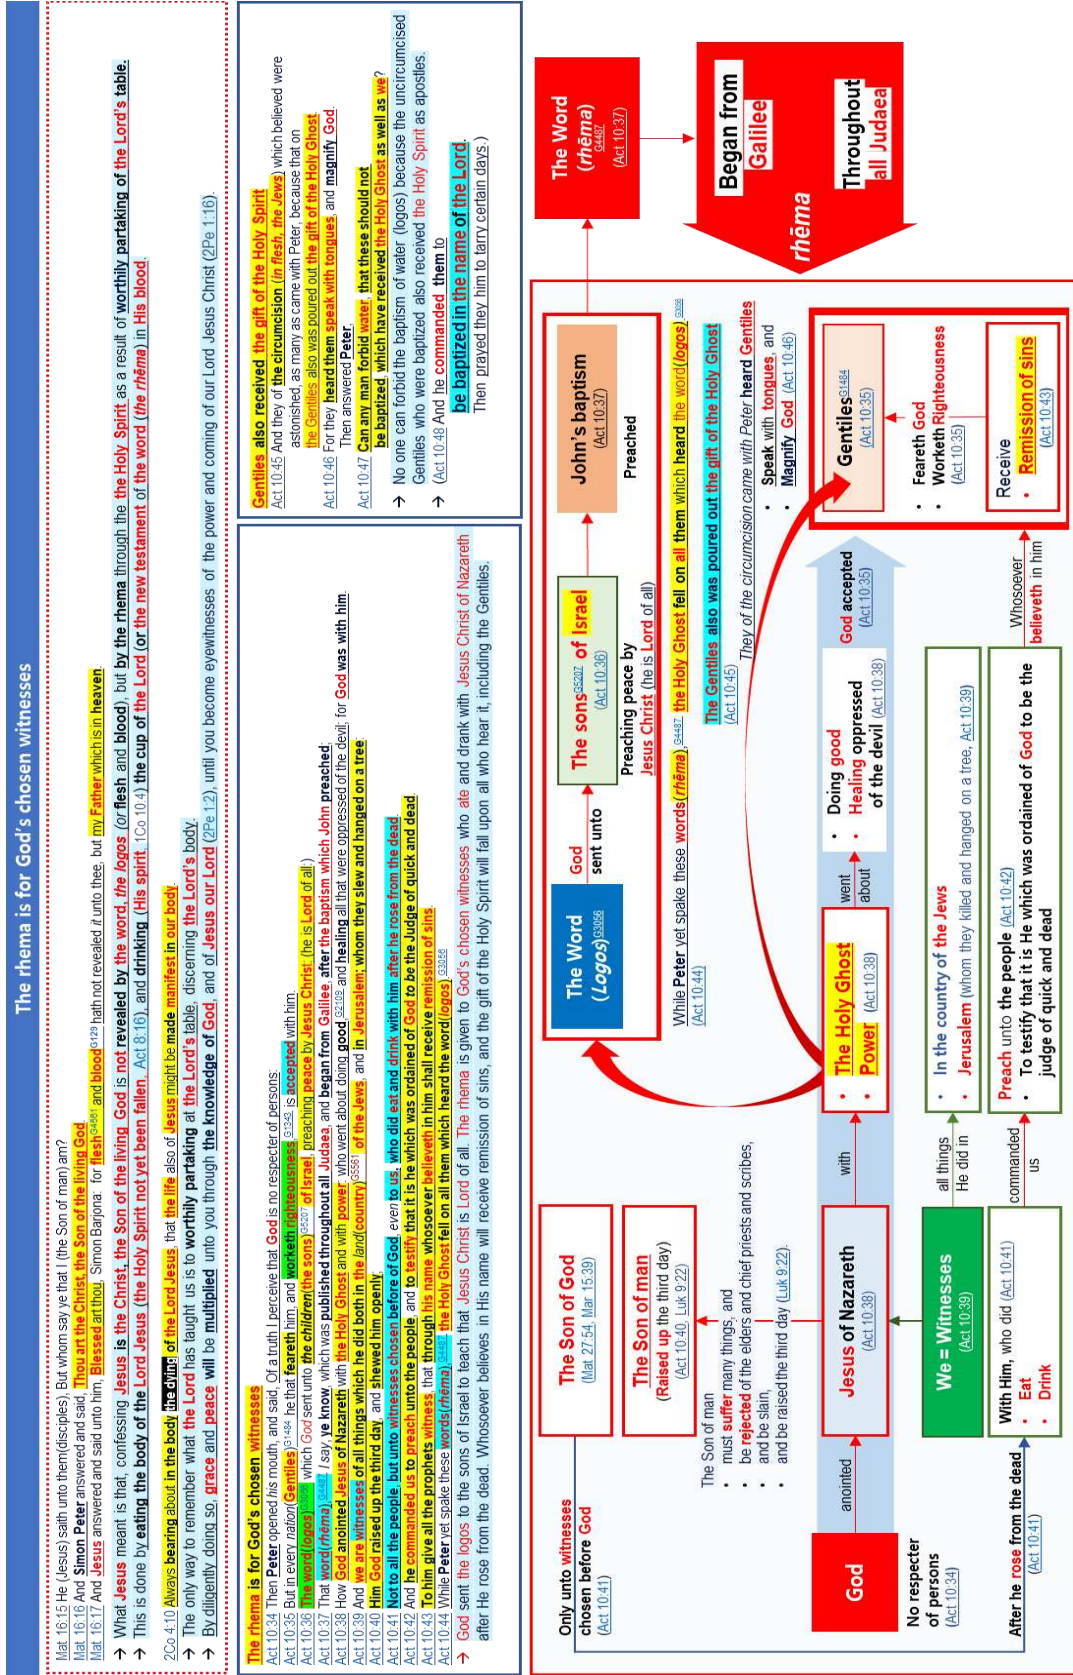 The rhema is for God's chosen witnesses
Mat 16:15 He (Jesus) saith unto them(disciples), But whom say ye that I (the Son of man) am?
Mat 16:16 And Simon Peter answered and said, Thou art the Christ, the Son of the living God.
Mat 16:17 And Jesus answered and said unto him, Blessed art thou, Simon Barjona: for flesh G4561 and blood G129 hath not revealed it unto thee, but my Father which is in heaven.
→ What Jesus meant is that, confessing Jesus is the Christ, the Son of the living God is not revealed by the word, the logos (or flesh and blood), but by the rhema through the Holy Spirit as a result of worthily partaking of the Lord's table.
→ This is done by eating the body of the Lord Jesus (the Holy Spirit not yet been fallen, Act 8:16), and drinking (His spirit, 1Co 10:4) the cup of the Lord (or the new testament of the word (the rhēma) in His blood.
2Co 4:10 Always bearing about in the body the dying of the Lord Jesus, that the life also of Jesus might be made manifest in our body.
→ The only way to remember what the Lord has taught us is to worthily partaking at the Lord's table, discerning the Lord's body.
→ By diligently doing so, grace and peace will be multiplied unto you through the knowledge of God, and of Jesus our Lord (2Pe 1:2), until you become eyewitnesses of the power and coming of our Lord Jesus Christ (2Pe 1:16).
The rhema is for God's chosen witnesses
Act 10:34 Then Peter opened his mouth, and said, Of a truth I perceive that God is no respecter of persons:
Act 10:35 But in every nation(Gentiles) G1484 he that feareth him, and worketh righteousness, G1343 is accepted with him.
Act 10:36 The word(logos) G3056 which God sent unto the children(the sons) G5207 of Israel, preaching peace by Jesus Christ: (he is Lord of all:)
Act 10:37 That word(rhēma), G4487 I say, ye know, which was published throughout all Judaea, and began from Galilee, after the baptism which John preached;
Act 10:38 How God anointed Jesus of Nazareth with the Holy Ghost and with power: who went about doing good, G2109 and healing all that were oppressed of the devil; for God was with him.
Act 10:39 And we are witnesses of all things which he did both in the land(country) G5561 of the Jews, and in Jerusalem; whom they slew and hanged on a tree:
Act 10:40 Him God raised up the third day, and shewed him openly;
Act 10:41 Not to all the people, but unto witnesses chosen before of God, even to us, who did eat and drink with him after he rose from the dead.
Act 10:42 And he commanded us to preach unto the people, and to testify that it is he which was ordained of God to be the Judge of quick and dead.
Act 10:43 To him give all the prophets witness, that through his name whosoever believeth in him shall receive remission of sins.
Act 10:44 While Peter yet spake these words(rhēma), G4487 the Holy Ghost fell on all them which heard the word(logos). G3056
→ God sent the logos to the sons of Israel to teach that Jesus Christ is Lord of all. The rhema is given to God's chosen witnesses who ate and drank with Jesus Christ of Nazareth
after He rose from the dead. Whosoever believes in His name will receive remission of sins, and the gift of the Holy Spirit will fall upon all who hear it, including the Gentiles.
Gentiles also received the gift of the Holy Spirit
Act 10:45 And they of the circumcision (in flesh, the Jews) which believed were
astonished, as many as came with Peter, because that on
the Gentiles also was poured out the gift of the Holy Ghost.
Act 10:46 For they heard them speak with tongues, and magnify God.
Then answered Peter,
Act 10:47 Can any man forbid water, that these should not
be baptized, which have received the Holy Ghost as well as we?
→ No one can forbid the baptism of water (logos) because the uncircumcised
Gentiles who were baptized also received the Holy Spirit as apostles.
→ (Act 10:48 And he commanded them to
be baptized in the name of the Lord.
Then prayed they him to tarry certain days.)
The Word
(Logos) G3056
God
sent unto
The sons G5207 of Israel
(Act 10:36)
Preaching peace by
Jesus Christ (he is Lord of all)
John's baptism
(Act 10:37)
Preached
The Word
(rhēma)
G4487
(Act 10:37)
Began from
Galilee
Throughout
all Judaea
rhēma
While Peter yet spake these words(rhēma), G4487 the Holy Ghost fell on all them which heard the word(logos). G3056
(Act 10:44)
The Gentiles also was poured out the gift of the Holy Ghost
(Act 10:45)
They of the circumcision came with Peter heard Gentiles
• Speak with tongues, and
• Magnify God (Act 10:46)
Only unto witnesses
chosen before God
(Act 10:41)
The Son of God
(Mat 27:54, Mar 15:39)
The Son of man
(Raised up the third day)
(Act 10:40, Luk 9:22)
The Son of man
• must suffer many things, and
be rejected of the elders and chief priests and scribes,
• and be slain,
• and be raised the third day (Luk 9:22).
God
No respecter
of persons
(Act 10:34)
anointed
Jesus of Nazareth
(Act 10:38)
with
• The Holy Ghost
• Power (Act 10:38)
went
about
• Doing good
• Healing oppressed
of the devil (Act 10:38)
God accepted
(Act 10:35)
Gentiles G1484
(Act 10:35)
• Feareth God
• Worketh Righteousness
(Act 10:35)
Receive
• Remission of sins
(Act 10:43)
We = Witnesses
(Act 10:39)
all things
He did in
• In the country of the Jews
• Jerusalem (whom they killed and hanged on a tree, Act 10:39)
After he rose from the dead
(Act 10:41)
With Him, who did (Act 10:41)
• Eat
• Drink
commanded
us
Preach unto the people (Act 10:42)
• To testify that it is He which was ordained of God to be the
judge of quick and dead
Whosoever
believeth in him